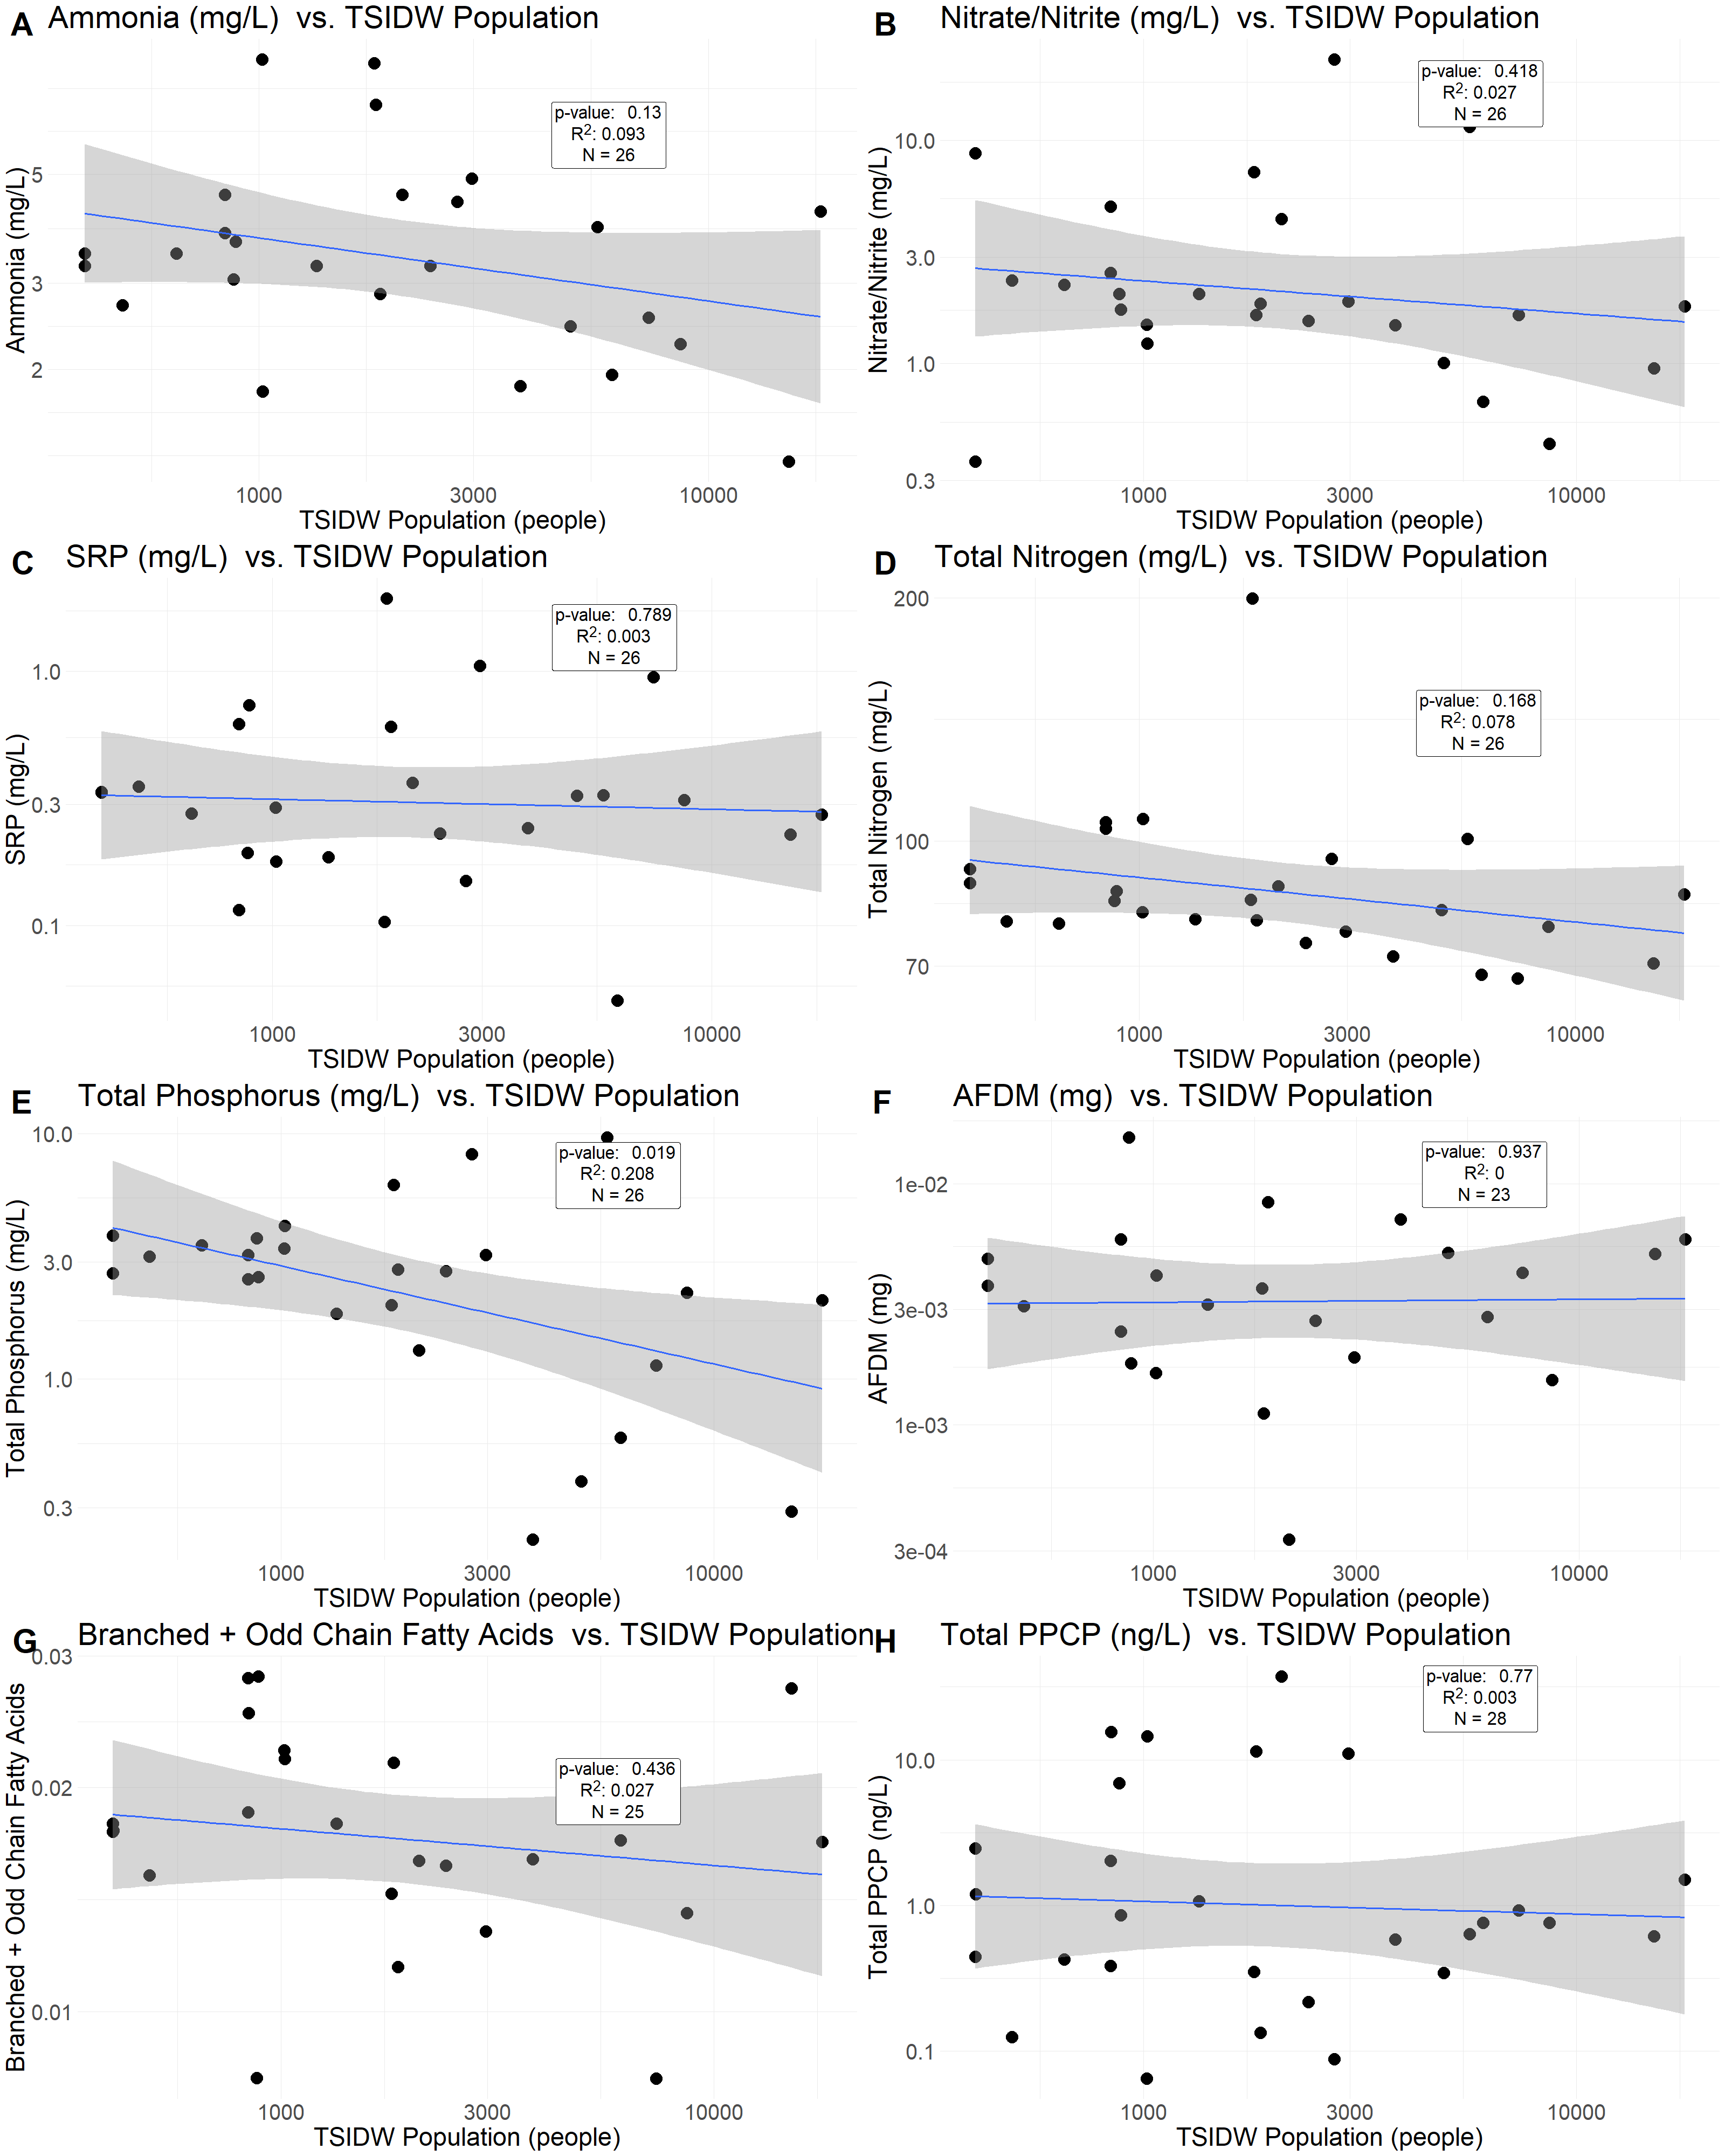 A Ammonia (mg/L)  vs. TSIDW Population
p-value: 0.13
R2: 0.093
N = 26
Ammonia (mg/L)
5
3
2
1000 3000 10000
TSIDW Population (people)
B Nitrate/Nitrite (mg/L)  vs. TSIDW Population
p-value: 0.418
R2: 0.027
N = 26
Nitrate/Nitrite (mg/L)
10.0
3.0
1.0
0.3
1000 3000 10000
TSIDW Population (people)
C SRP (mg/L)  vs. TSIDW Population
p-value: 0.789
R2: 0.003
N = 26
SRP (mg/L)
1.0
0.3
0.1
1000 3000 10000
TSIDW Population (people)
D Total Nitrogen (mg/L)  vs. TSIDW Population
p-value: 0.168
R2: 0.078
N = 26
Total Nitrogen (mg/L)
200
100
70
1000 3000 10000
TSIDW Population (people)
E Total Phosphorus (mg/L)  vs. TSIDW Population
p-value: 0.019
R2: 0.208
N = 26
Total Phosphorus (mg/L)
10.0
3.0
1.0
0.3
1000 3000 10000
TSIDW Population (people)
F AFDM (mg)  vs. TSIDW Population
p-value: 0.937
R2: 0
N = 23
AFDM (mg)
1e-02
3e-03
1e-03
3e-04
1000 3000 10000
TSIDW Population (people)
G Branched + Odd Chain Fatty Acids  vs. TSIDW Population
p-value: 0.436
R2: 0.027
N = 25
Branched + Odd Chain Fatty Acids
0.03
0.02
0.01
1000 3000 10000
TSIDW Population (people)
H Total PPCP (ng/L)  vs. TSIDW Population
p-value: 0.77
R2: 0.003
N = 28
Total PPCP (ng/L)
10.0
1.0
0.1
1000 3000 10000
TSIDW Population (people)